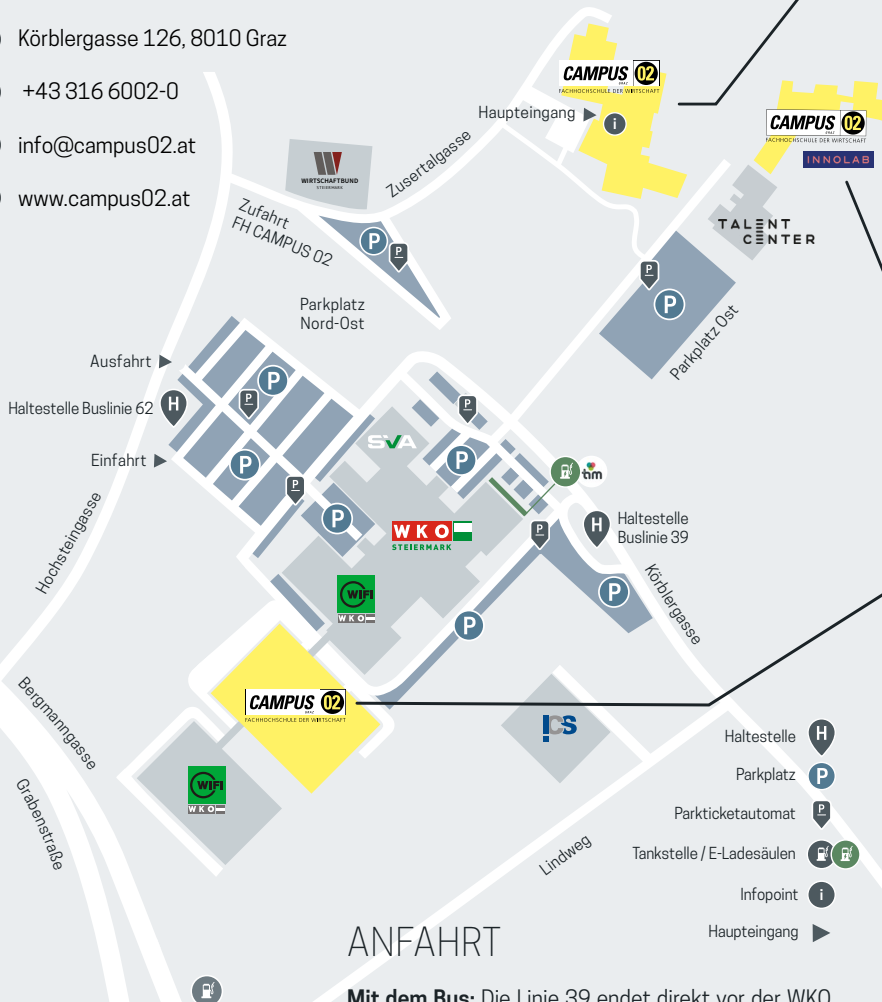 Körblergasse 126, 8010 Graz
+43 316 6002-0
info@campus02.at
www.campus02.at
CAMPUS 02
GRAZ
FACHHOCHSCHULE DER WIRTSCHAFT
Haupteingang
i
CAMPUS 02
GRAZ
FACHHOCHSCHULE DER WIRTSCHAFT
INNOLAB
TALENT
CENTER
WIRTSCHAFTBUND
STEIERMARK
Zusertalgasse
Zufahrt
FH CAMPUS 02
P
P
Parkplatz
Nord-Ost
P
P
Parkplatz Ost
Ausfahrt
Haltestelle Buslinie 62
H
Einfahrt
P
P
P
P
P
P
P
SVA
WKO
STEIERMARK
tim
P
H
Haltestelle
Buslinie 39
P
Körblergasse
Hochsteingasse
WIFI
WKO
P
CAMPUS 02
GRAZ
FACHHOCHSCHULE DER WIRTSCHAFT
ICS
Bergmanngasse
Grabenstraße
WIFI
WKO
Lindweg
Haltestelle H
Parkplatz P
Parkticketautomat P
Tankstelle / E-Ladesäulen
Infopoint i
Haupteingang
ANFAHRT
Mit dem Bus: Die Linie 39 endet direkt vor der WKO